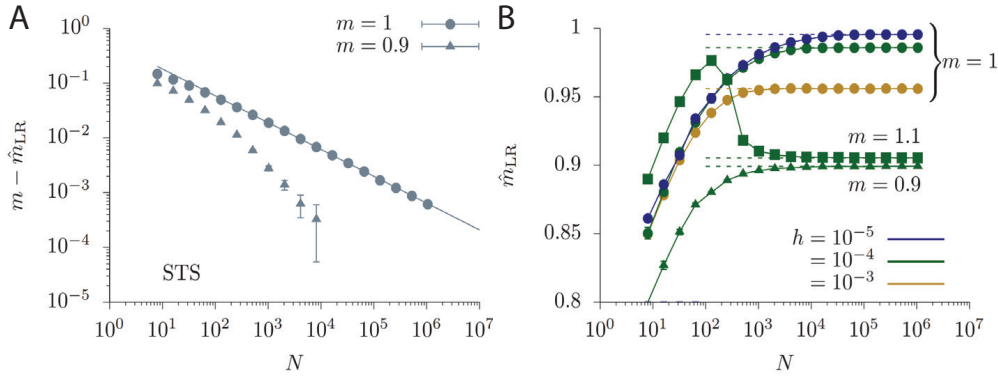 A
B
10^0
10^-1
10^-2
10^-3
10^-4
10^-5
m − m̂_LR
m = 1
m = 0.9
STS
10^0 10^1 10^2 10^3 10^4 10^5 10^6 10^7
N
1
0.95
0.9
0.85
0.8
m̂_LR
m = 1
m = 1.1
m = 0.9
h = 10^-5
= 10^-4
= 10^-3
10^0 10^1 10^2 10^3 10^4 10^5 10^6 10^7
N